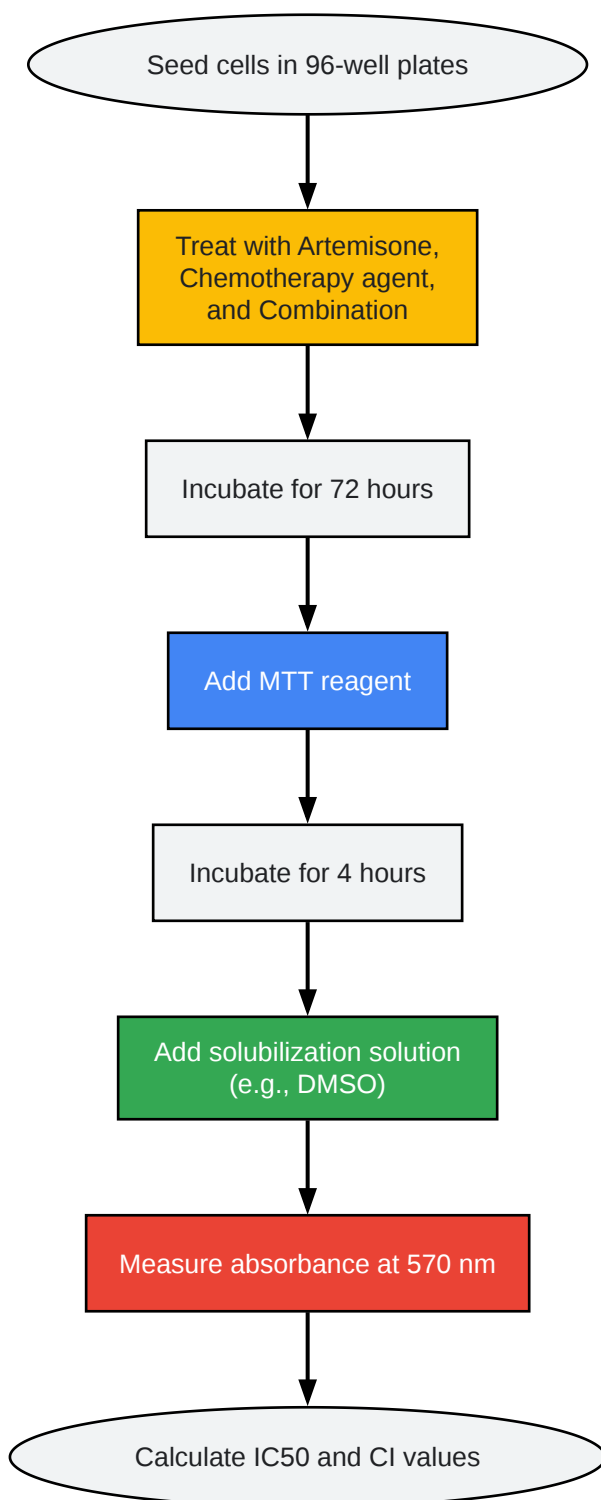 Seed cells in 96-well plates
Treat with Artemisone,
Chemotherapy agent,
and Combination
Incubate for 72 hours
Add MTT reagent
Incubate for 4 hours
Add solubilization solution
(e.g., DMSO)
Measure absorbance at 570 nm
Calculate IC50 and CI values